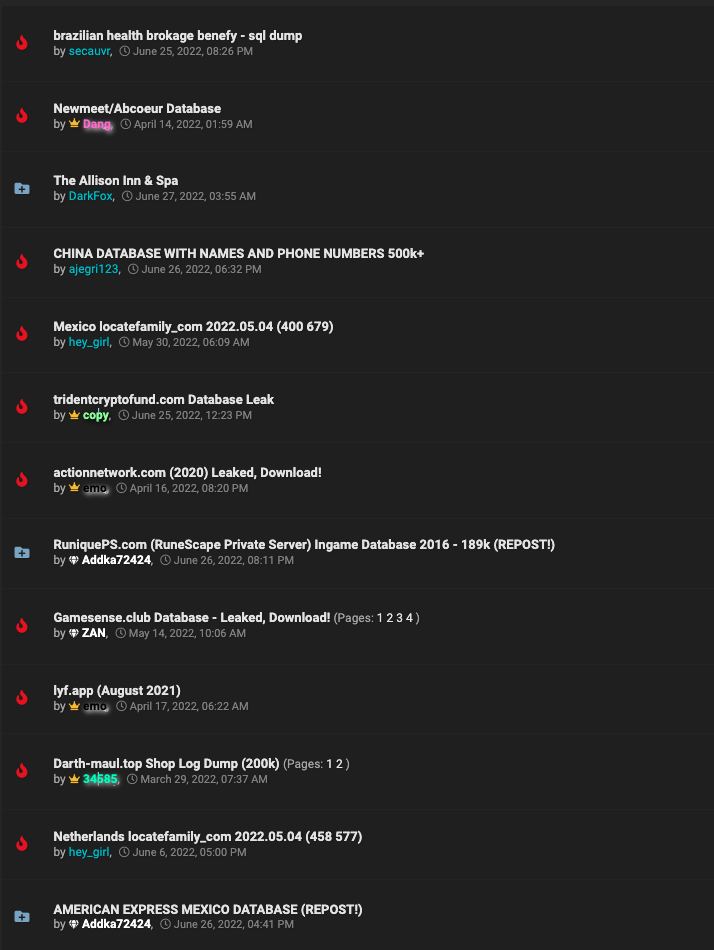 brazilian health brokage benefy - sql dump
by secauvr, June 25, 2022, 08:26 PM
Newmeet/Abcoeur Database
by Dang, April 14, 2022, 01:59 AM
The Allison Inn & Spa
by DarkFox, June 27, 2022, 03:55 AM
CHINA DATABASE WITH NAMES AND PHONE NUMBERS 500k+
by ajegri123, June 26, 2022, 06:32 PM
Mexico locatefamily_com 2022.05.04 (400 679)
by hey_girl, May 30, 2022, 06:09 AM
tridentcryptofund.com Database Leak
by copy, June 25, 2022, 12:23 PM
actionnetwork.com (2020) Leaked, Download!
by emo, April 16, 2022, 08:20 PM
RuniquePS.com (RuneScape Private Server) Ingame Database 2016 - 189k (REPOST!)
by Addka72424, June 26, 2022, 08:11 PM
Gamesense.club Database - Leaked, Download! (Pages: 1 2 3 4 )
by ZAN, May 14, 2022, 10:06 AM
lyf.app (August 2021)
by emo, April 17, 2022, 06:22 AM
Darth-maul.top Shop Log Dump (200k) (Pages: 1 2 )
by 34585, March 29, 2022, 07:37 AM
Netherlands locatefamily_com 2022.05.04 (458 577)
by hey_girl, June 6, 2022, 05:00 PM
AMERICAN EXPRESS MEXICO DATABASE (REPOST!)
by Addka72424, June 26, 2022, 04:41 PM